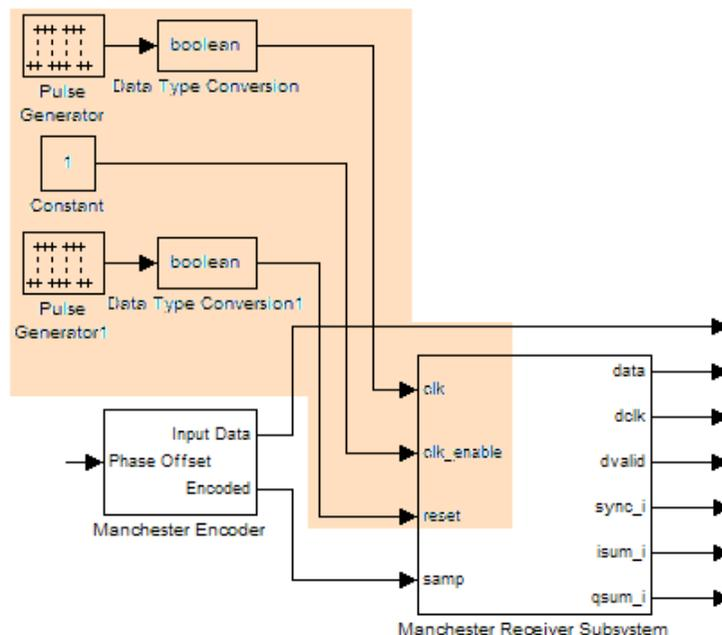 boolean
Pulse
Generator
Data Type Conversion
1
Constant
boolean
Pulse
Generator1
Data Type Conversion1
Input Data
Phase Offset
Encoded
Manchester Encoder
clk
clk_enable
reset
samp
data
dclk
dvalid
sync_i
isum_i
qsum_i
Manchester Receiver Subsystem